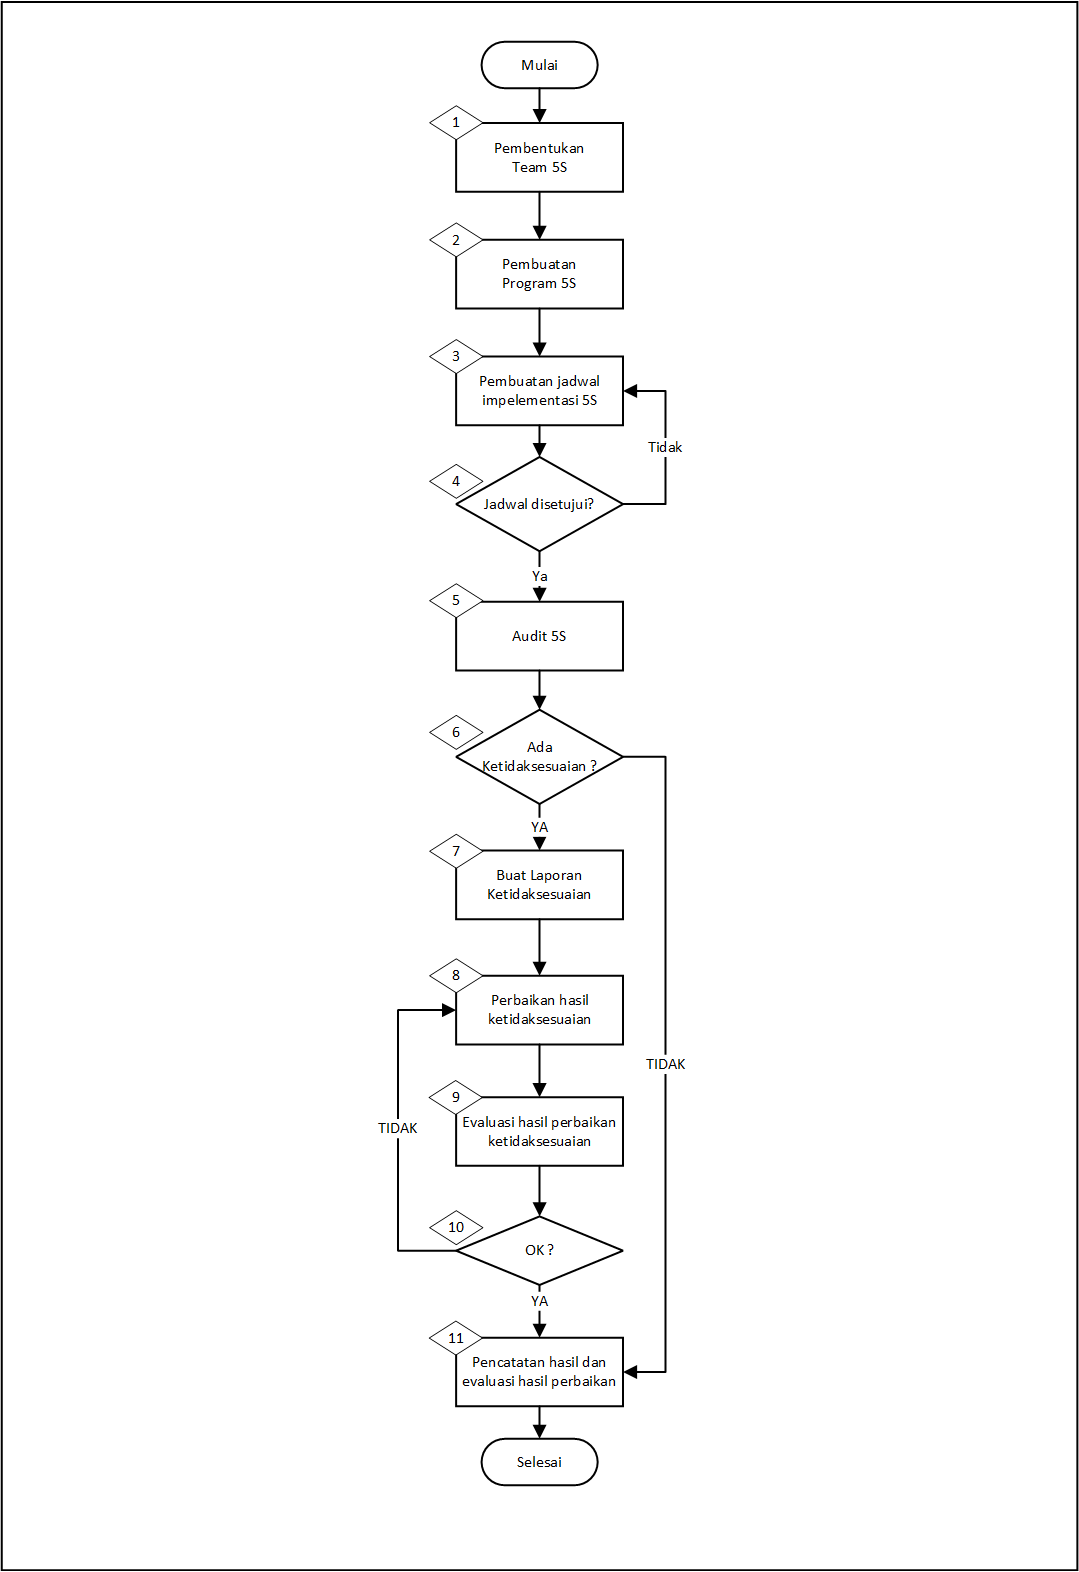 Mulai
1
Pembentukan
Team 5S
2
Pembuatan
Program 5S
3
Pembuatan jadwal
impelementasi 5S
Tidak
4
Jadwal disetujui?
Ya
5
Audit 5S
6
Ada
Ketidaksesuaian ?
YA
7
Buat Laporan
Ketidaksesuaian
8
Perbaikan hasil
ketidaksesuaian
TIDAK
9
Evaluasi hasil perbaikan
ketidaksesuaian
TIDAK
10
OK ?
YA
11
Pencatatan hasil dan
evaluasi hasil perbaikan
Selesai